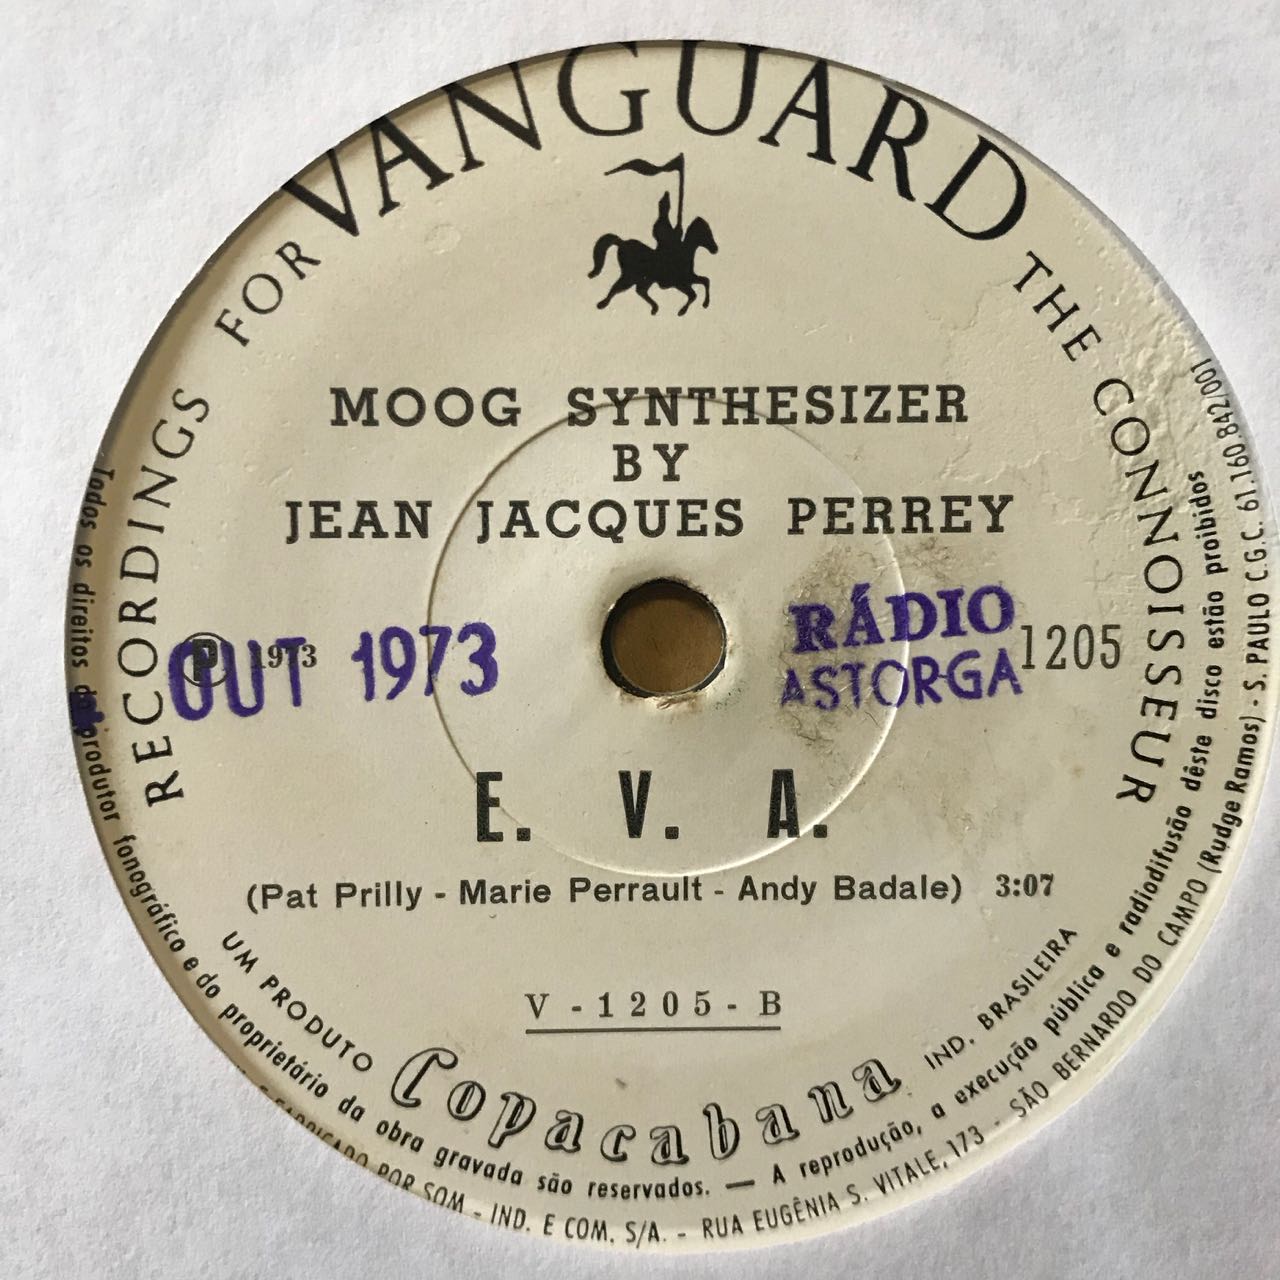 RECORDINGS FOR VANGUARD THE CONNOISSEUR
MOOG SYNTHESIZER
BY
JEAN JACQUES PERREY
OUT 1973
Ⓟ 1973
RÁDIO
ASTORGA
1205
E. V. A.
(Pat Prilly - Marie Perrault - Andy Badale) 3:07
V - 1205 - B
UM PRODUTO Copacabana IND. BRASILEIRA
Todos os direitos do produtor fonográfico e do proprietário da obra gravada são reservados. — A reprodução, a execução pública e radiodifusão dêste disco estão proibidos
FABRICADO POR SOM - IND. E COM. S/A. - RUA EUGÊNIA S. VITALE, 173 - SÃO BERNARDO DO CAMPO (Rudge Ramos) - S. PAULO C.G.C. 61.160.842/001